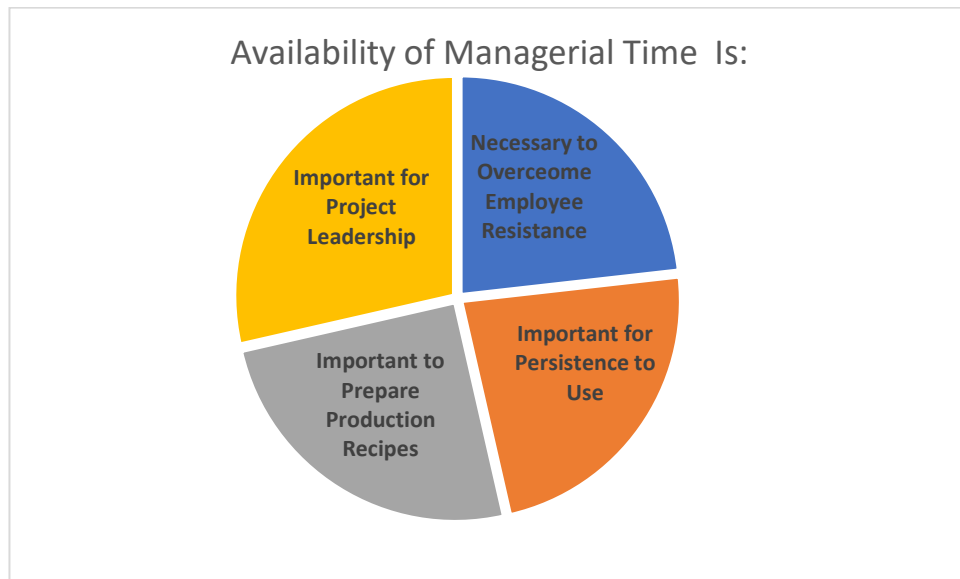 Availability of Managerial Time  Is:
Necessary to
Overceome
Employee
Resistance
Important for
Persistence to
Use
Important to
Prepare
Production
Recipes
Important for
Project
Leadership